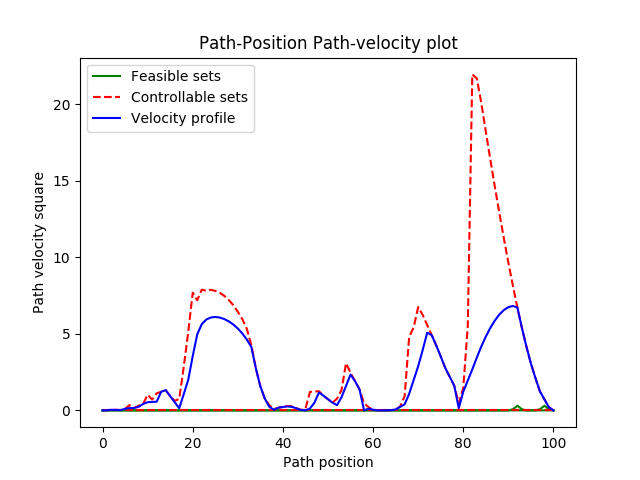 Path-Position Path-velocity plot
Feasible sets
Controllable sets
Velocity profile
Path velocity square
20
15
10
5
0
0 20 40 60 80 100
Path position